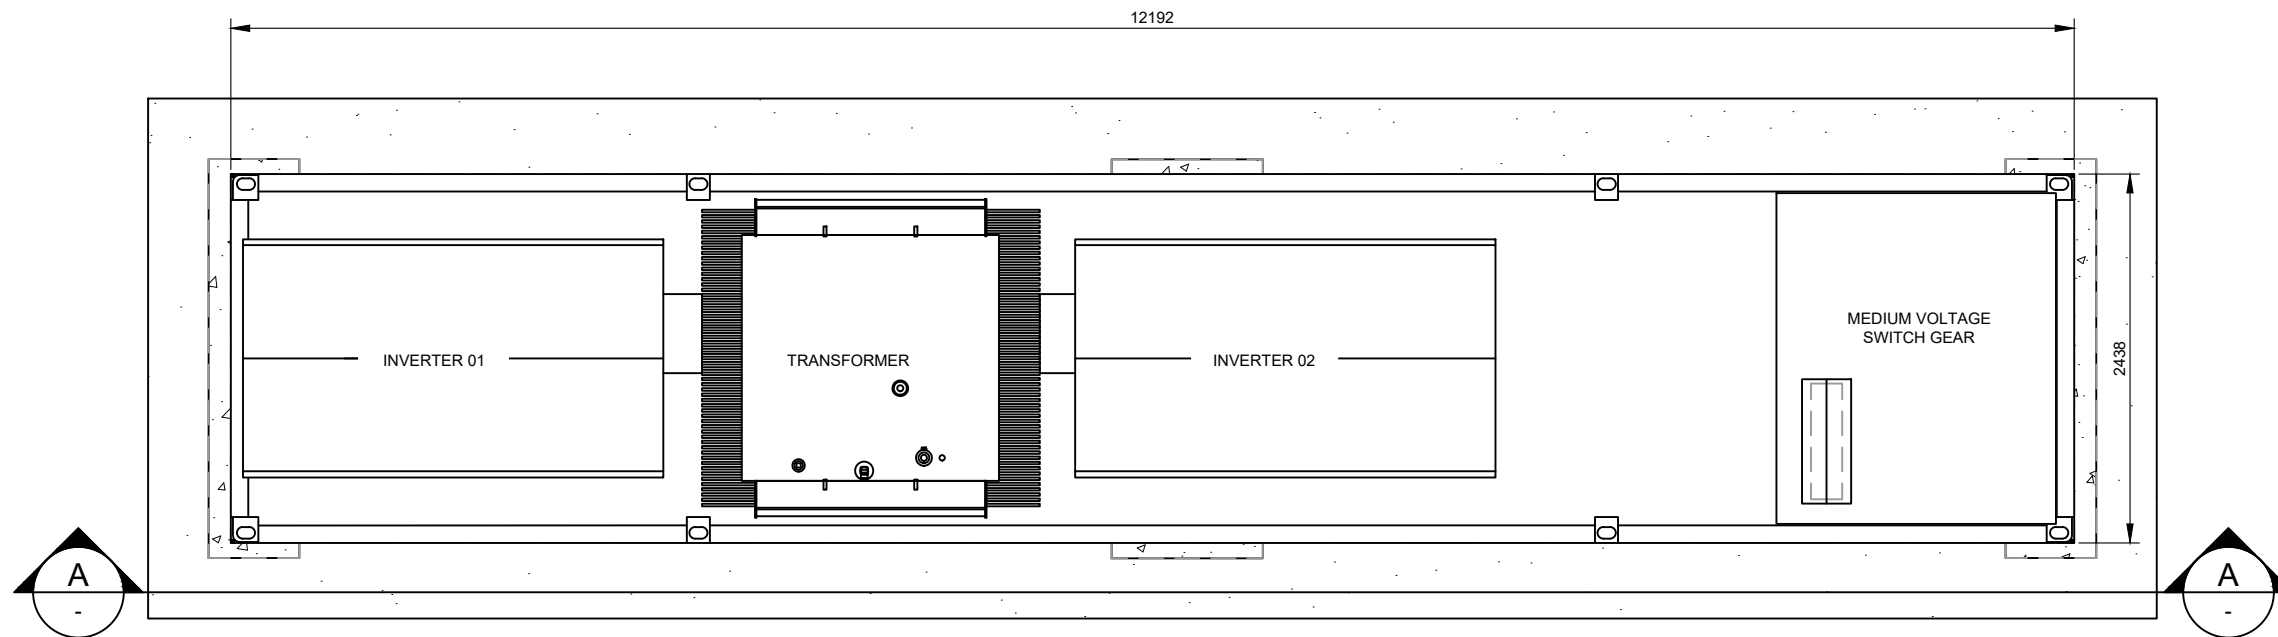 12192
INVERTER 01
TRANSFORMER
INVERTER 02
MEDIUM VOLTAGE
SWITCH GEAR
2438
A
-
A
-